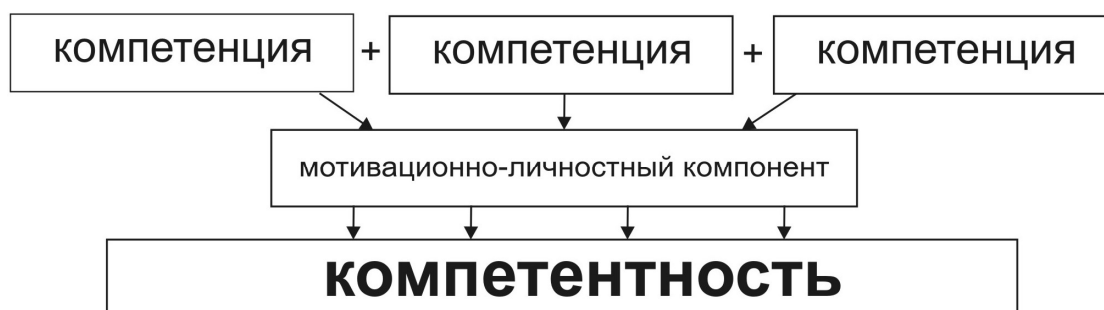 компетенция + компетенция + компетенция
мотивационно-личностный компонент
компетентность